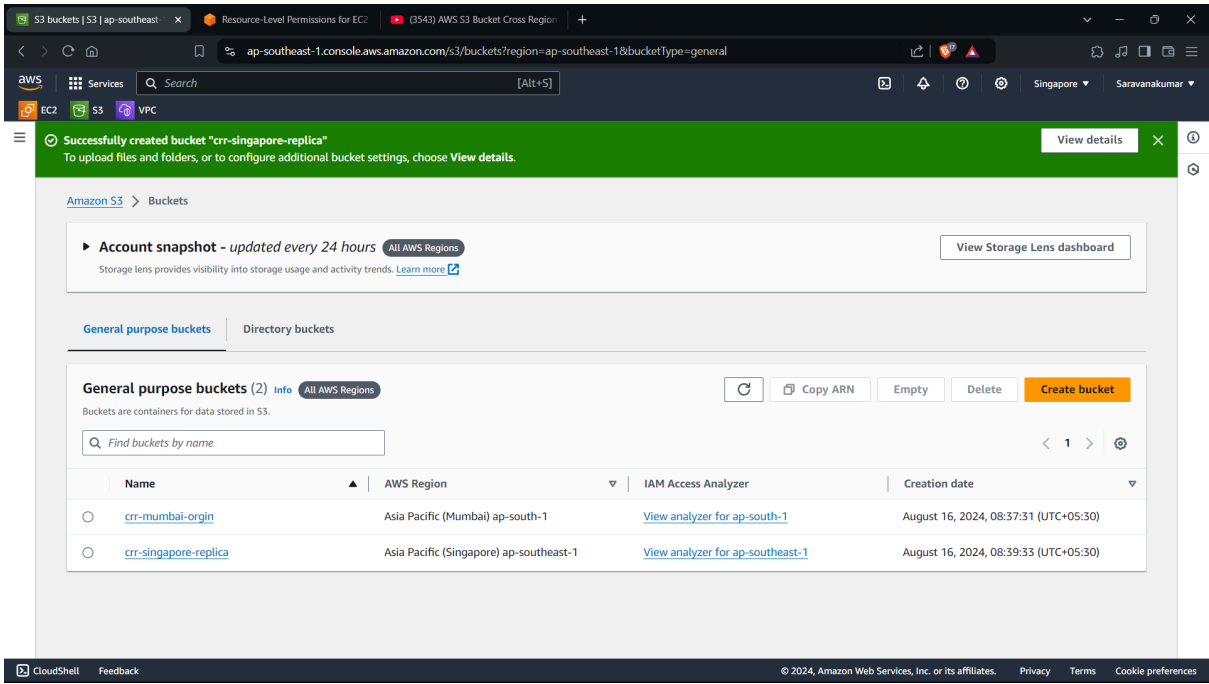 S3 buckets | S3 | ap-southeast-
Resource-Level Permissions for EC2
(3543) AWS S3 Bucket Cross Region
ap-southeast-1.console.aws.amazon.com/s3/buckets?region=ap-southeast-1&bucketType=general
aws Services Search [Alt+S] Singapore Saravanakumar
EC2 S3 VPC
Successfully created bucket "crr-singapore-replica"
To upload files and folders, or to configure additional bucket settings, choose View details.
View details
Amazon S3 > Buckets
Account snapshot - updated every 24 hours All AWS Regions
Storage lens provides visibility into storage usage and activity trends. Learn more
View Storage Lens dashboard
General purpose buckets Directory buckets
General purpose buckets (2) Info All AWS Regions
Buckets are containers for data stored in S3.
Copy ARN Empty Delete Create bucket
Find buckets by name
1
Name AWS Region IAM Access Analyzer Creation date
crr-mumbai-orgin Asia Pacific (Mumbai) ap-south-1 View analyzer for ap-south-1 August 16, 2024, 08:37:31 (UTC+05:30)
crr-singapore-replica Asia Pacific (Singapore) ap-southeast-1 View analyzer for ap-southeast-1 August 16, 2024, 08:39:33 (UTC+05:30)
CloudShell Feedback © 2024, Amazon Web Services, Inc. or its affiliates. Privacy Terms Cookie preferences